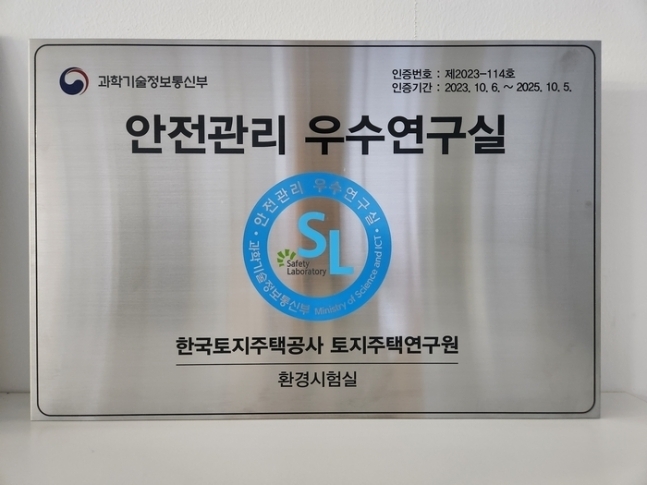 과학기술정보통신부
인증번호 : 제2023-114호
인증기간 : 2023. 10. 6. ~ 2025. 10. 5.
안전관리 우수연구실
· 안전관리 우수연구실 ·
SL
Safety
Laboratory
과학기술정보통신부 Ministry of Science and ICT
한국토지주택공사 토지주택연구원
환경시험실